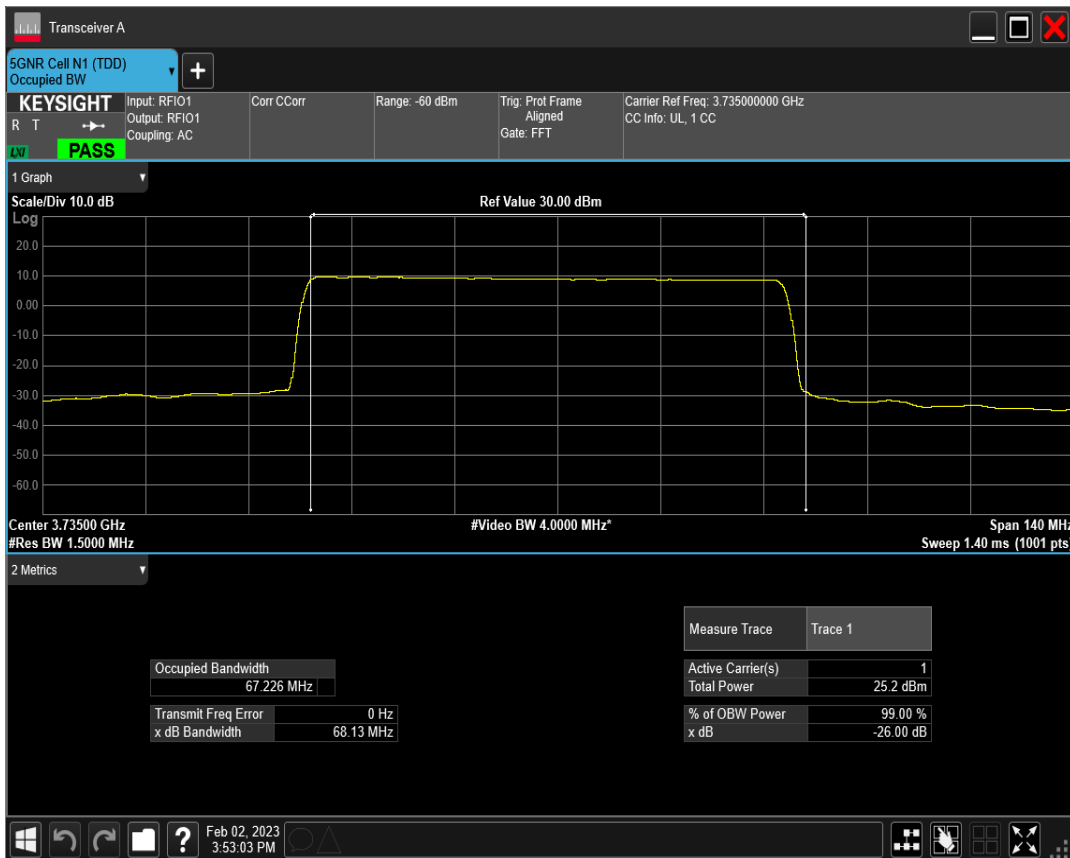 Transceiver A
5GNR Cell N1 (TDD)
Occupied BW
+
KEYSIGHT
R T
LXI
PASS
Input: RFIO1
Output: RFIO1
Coupling: AC
Corr CCorr
Range: -60 dBm
Trig: Prot Frame
Aligned
Gate: FFT
Carrier Ref Freq: 3.735000000 GHz
CC Info: UL, 1 CC
1 Graph
Scale/Div 10.0 dB
Ref Value 30.00 dBm
Log
20.0
10.0
0.00
-10.0
-20.0
-30.0
-40.0
-50.0
-60.0
Center 3.73500 GHz
#Video BW 4.0000 MHz*
Span 140 MHz
#Res BW 1.5000 MHz
Sweep 1.40 ms (1001 pts)
2 Metrics
Measure Trace Trace 1
Occupied Bandwidth
67.226 MHz
Active Carrier(s) 1
Total Power 25.2 dBm
Transmit Freq Error 0 Hz
x dB Bandwidth 68.13 MHz
% of OBW Power 99.00 %
x dB -26.00 dB
?
Feb 02, 2023
3:53:03 PM